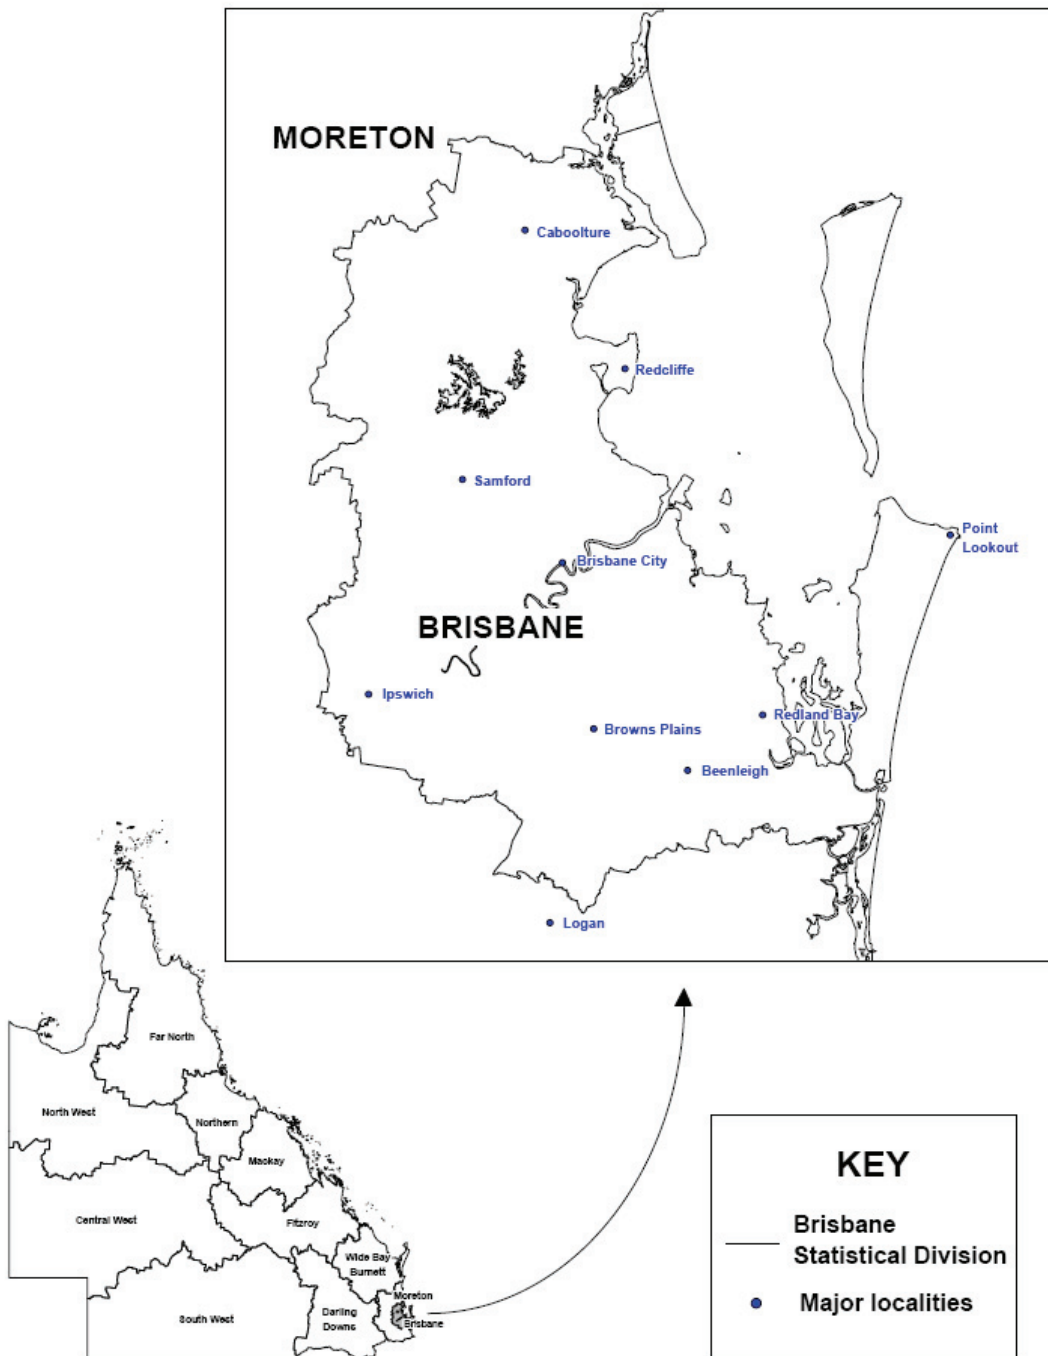 MORETON
Caboolture
Redcliffe
Samford
Point
Lookout
Brisbane City
BRISBANE
Ipswich
Redland Bay
Browns Plains
Beenleigh
Logan
Far North
North West
Northern
Mackay
Central West
Fitzroy
Wide Bay
Burnett
Moreton
South West
Darling
Downs
Brisbane
KEY
Brisbane
Statistical Division
Major localities